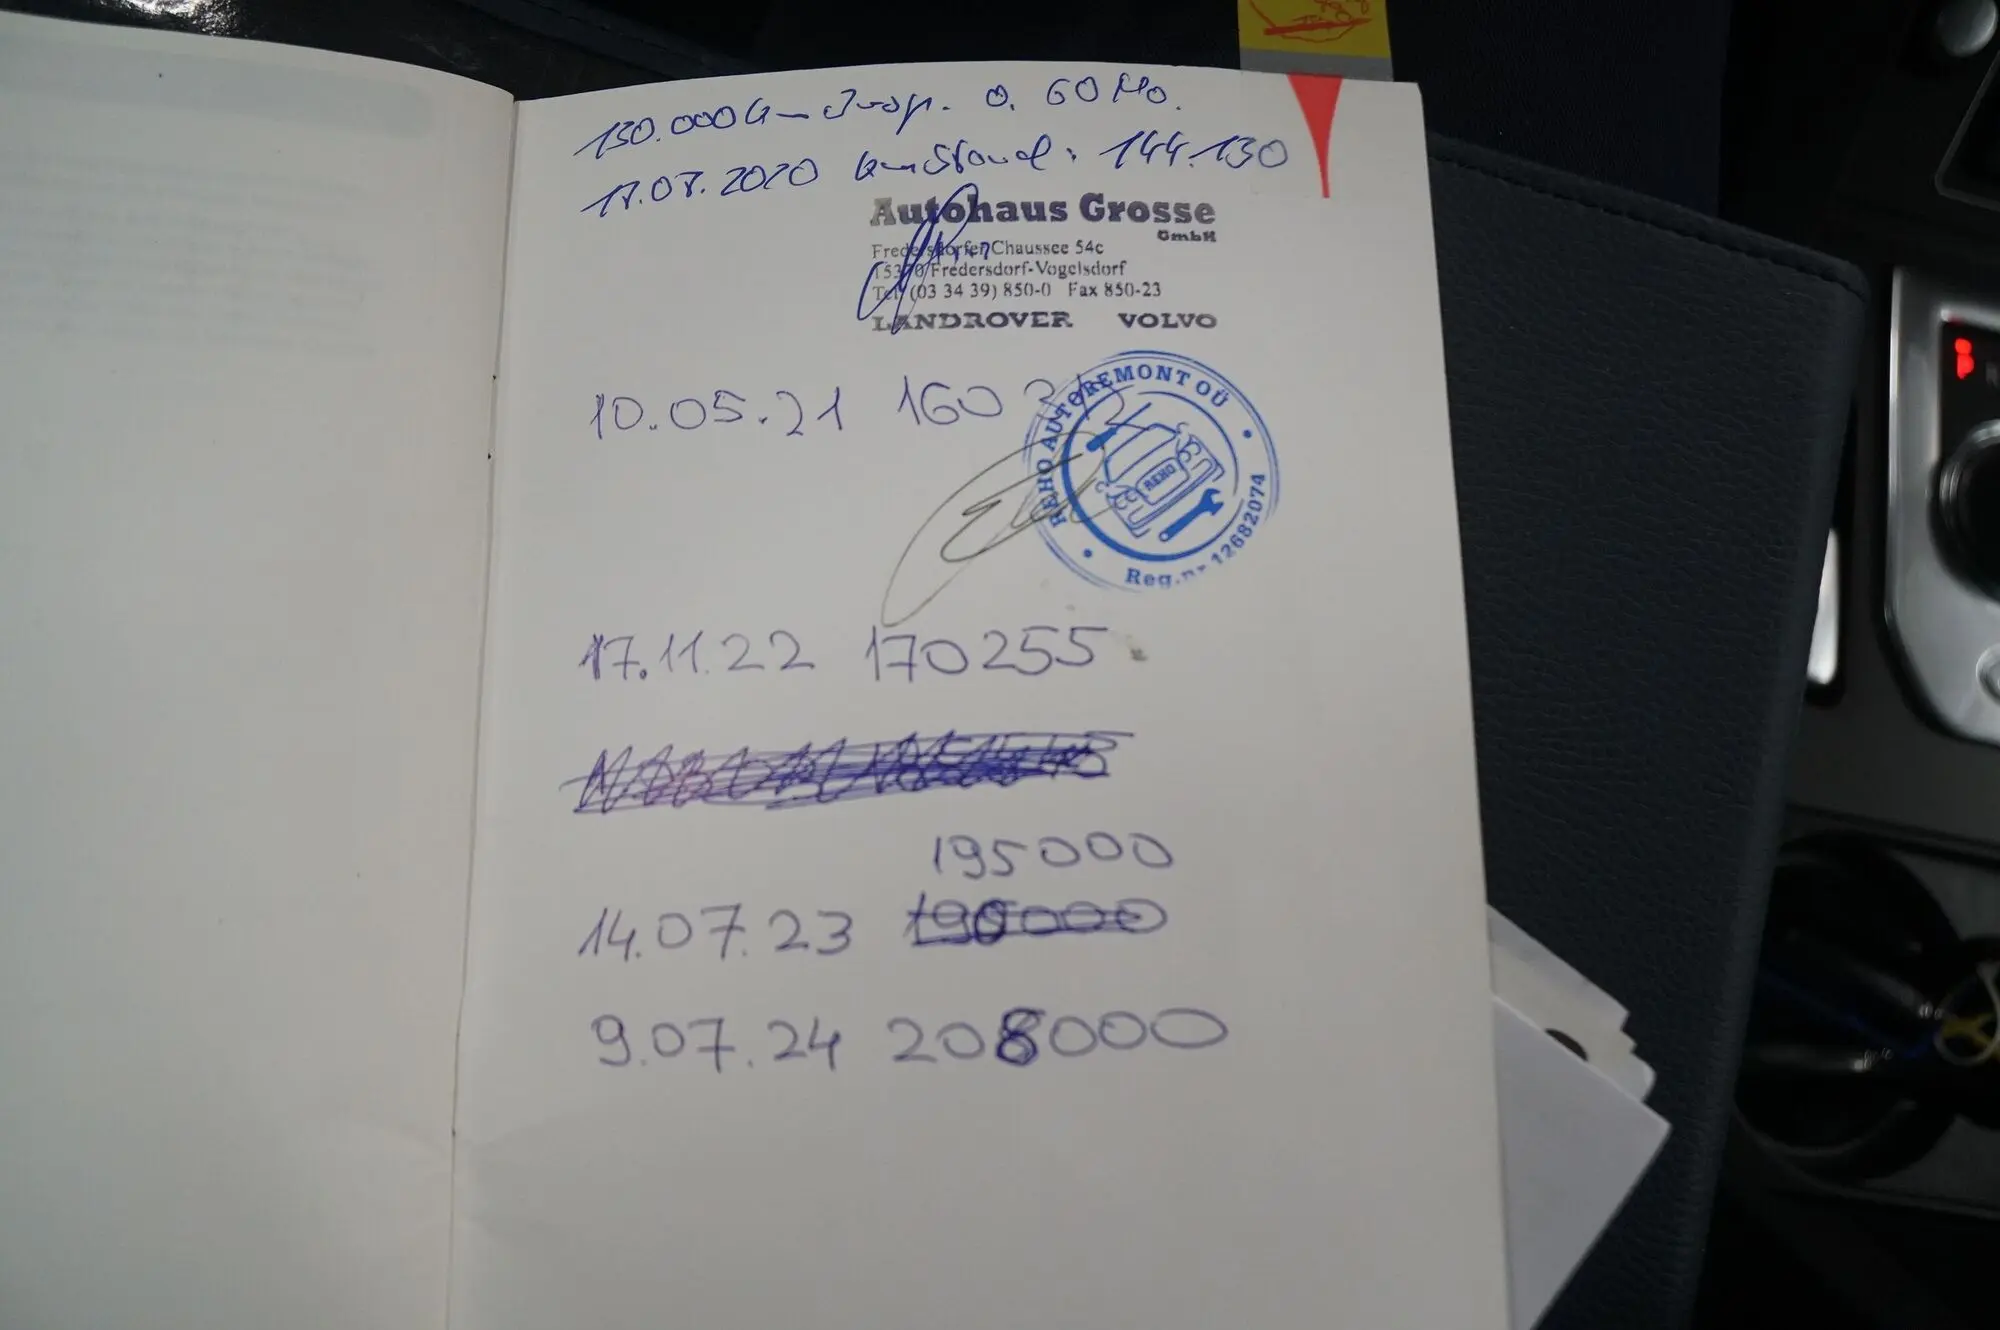 130.000 Km Insp. o. 60 Mo.
17.07.2020 Km Stand: 144.130
Autohaus Grosse
GmbH
Fredersdorfer Chaussee 54c
15370 Fredersdorf-Vogelsdorf
Tel. (03 34 39) 850-0 Fax 850-23
LANDROVER VOLVO
10.05.21
REHO AUTOREMONT OÜ
REHO
Reg.nr 12682074
17.11.22 170255
195000
14.07.23 190000
9.07.24 208000